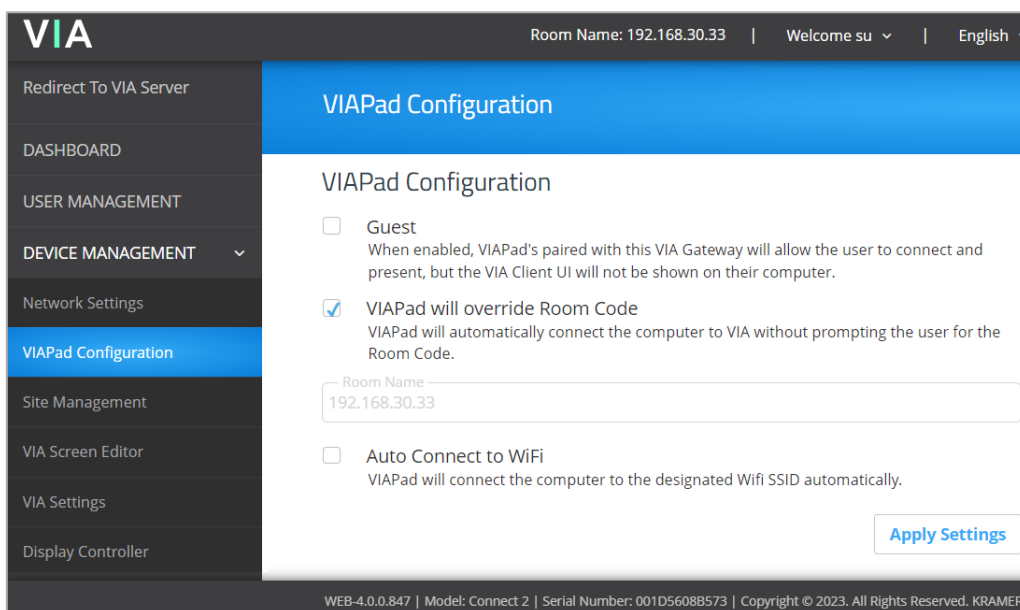 VIA
Room Name: 192.168.30.33 | Welcome su | English
Redirect To VIA Server
DASHBOARD
USER MANAGEMENT
DEVICE MANAGEMENT
Network Settings
VIAPad Configuration
Site Management
VIA Screen Editor
VIA Settings
Display Controller
VIAPad Configuration
VIAPad Configuration
Guest
When enabled, VIAPad's paired with this VIA Gateway will allow the user to connect and
present, but the VIA Client UI will not be shown on their computer.
VIAPad will override Room Code
VIAPad will automatically connect the computer to VIA without prompting the user for the
Room Code.
Room Name
192.168.30.33
Auto Connect to WiFi
VIAPad will connect the computer to the designated Wifi SSID automatically.
Apply Settings
WEB-4.0.0.847 | Model: Connect 2 | Serial Number: 001D5608B573 | Copyright © 2023. All Rights Reserved. KRAMER